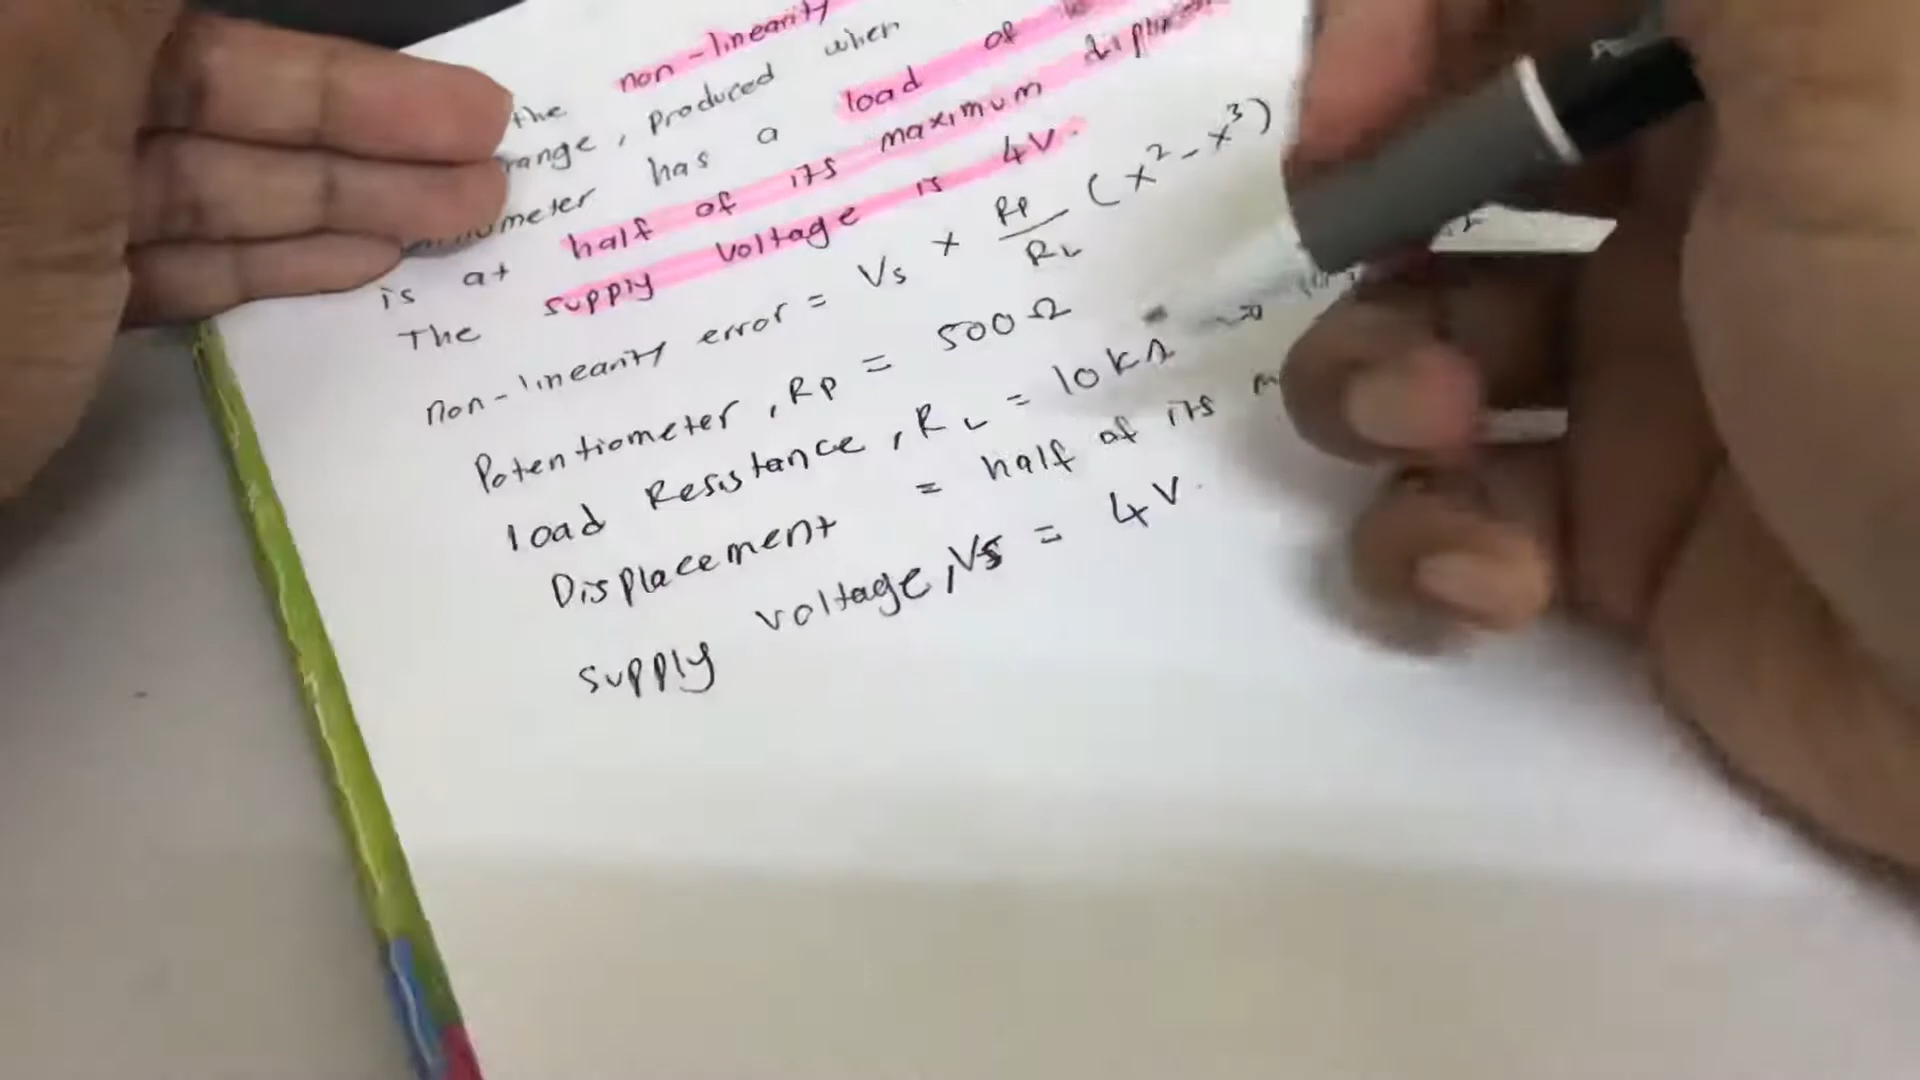 the non-linearity
range, produced when
meter has a load of
is at half of its maximum
The supply voltage is 4V.
non-linearity error = Vs × Rp/RL (x² - x³)
Potentiometer, Rp = 500Ω
load Resistance, RL = 10kΩ
Displacement = half of its
supply voltage, Vs = 4V.